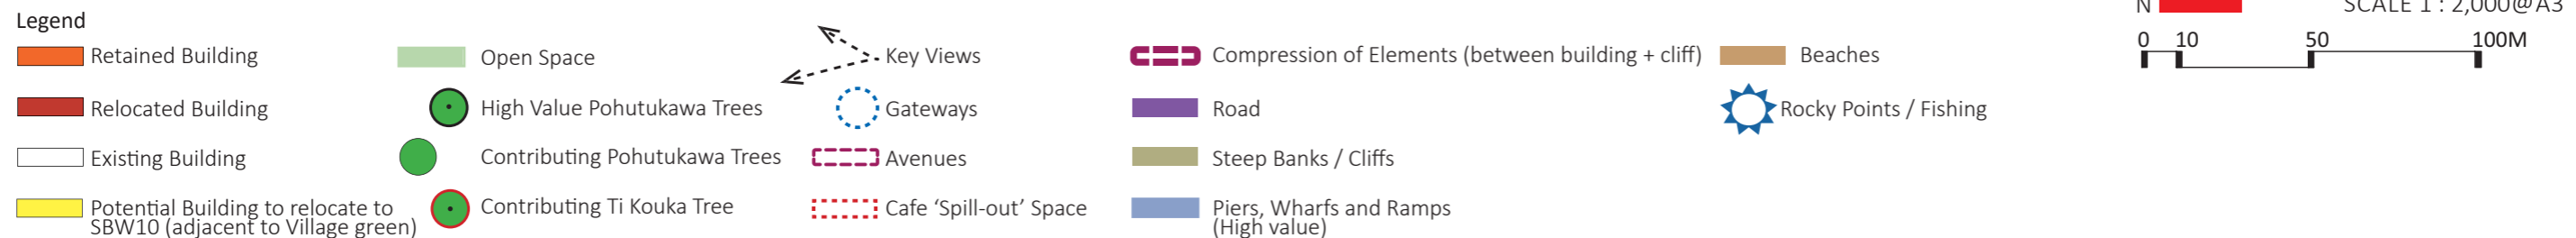 Legend
Retained Building
Relocated Building
Existing Building
Potential Building to relocate to
SBW10 (adjacent to Village green)
Open Space
High Value Pohutukawa Trees
Contributing Pohutukawa Trees
Contributing Ti Kouka Tree
Key Views
Gateways
Avenues
Cafe ‘Spill-out’ Space
Compression of Elements (between building + cliff)
Road
Steep Banks / Cliffs
Piers, Wharfs and Ramps
(High value)
Beaches
Rocky Points / Fishing
N
SCALE 1 : 2,000@A3
0 10 50 100M